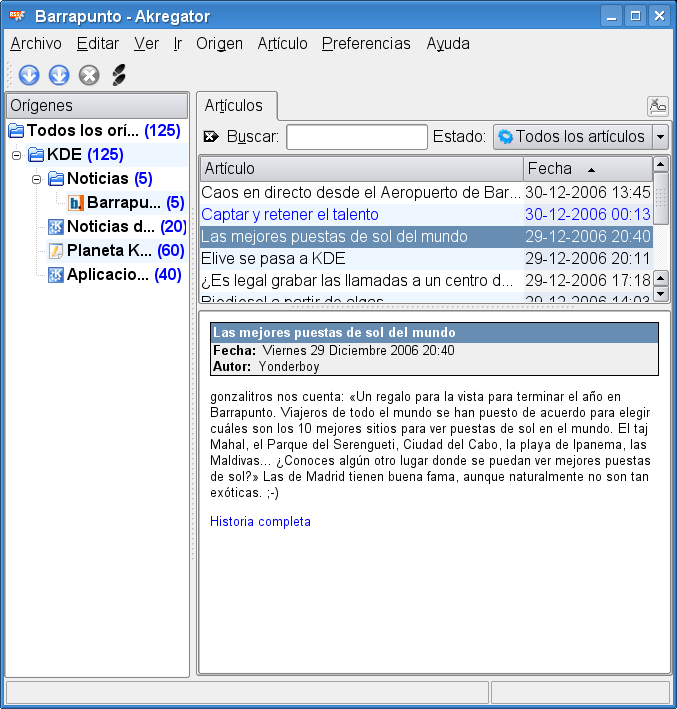 Barrapunto - Akregator
Archivo Editar Ver Ir Origen Artículo Preferencias Ayuda
Orígenes
Todos los orí... (125)
KDE (125)
Noticias (5)
Barrapu... (5)
Noticias d... (20)
Planeta K... (60)
Aplicacio... (40)
Artículos
Buscar: Estado: Todos los artículos
Artículo Fecha
Caos en directo desde el Aeropuerto de Bar... 30-12-2006 13:45
Captar y retener el talento 30-12-2006 00:13
Las mejores puestas de sol del mundo 29-12-2006 20:40
Elive se pasa a KDE 29-12-2006 20:11
¿Es legal grabar las llamadas a un centro d... 29-12-2006 17:18
Biodiesel a partir de algas 29-12-2006 14:03
Las mejores puestas de sol del mundo
Fecha: Viernes 29 Diciembre 2006 20:40
Autor: Yonderboy
gonzalitros nos cuenta: «Un regalo para la vista para terminar el año en
Barrapunto. Viajeros de todo el mundo se han puesto de acuerdo para elegir
cuáles son los 10 mejores sitios para ver puestas de sol en el mundo. El taj
Mahal, el Parque del Serengueti, Ciudad del Cabo, la playa de Ipanema, las
Maldivas... ¿Conoces algún otro lugar donde se puedan ver mejores puestas
de sol?» Las de Madrid tienen buena fama, aunque naturalmente no son tan
exóticas. ;-)
Historia completa